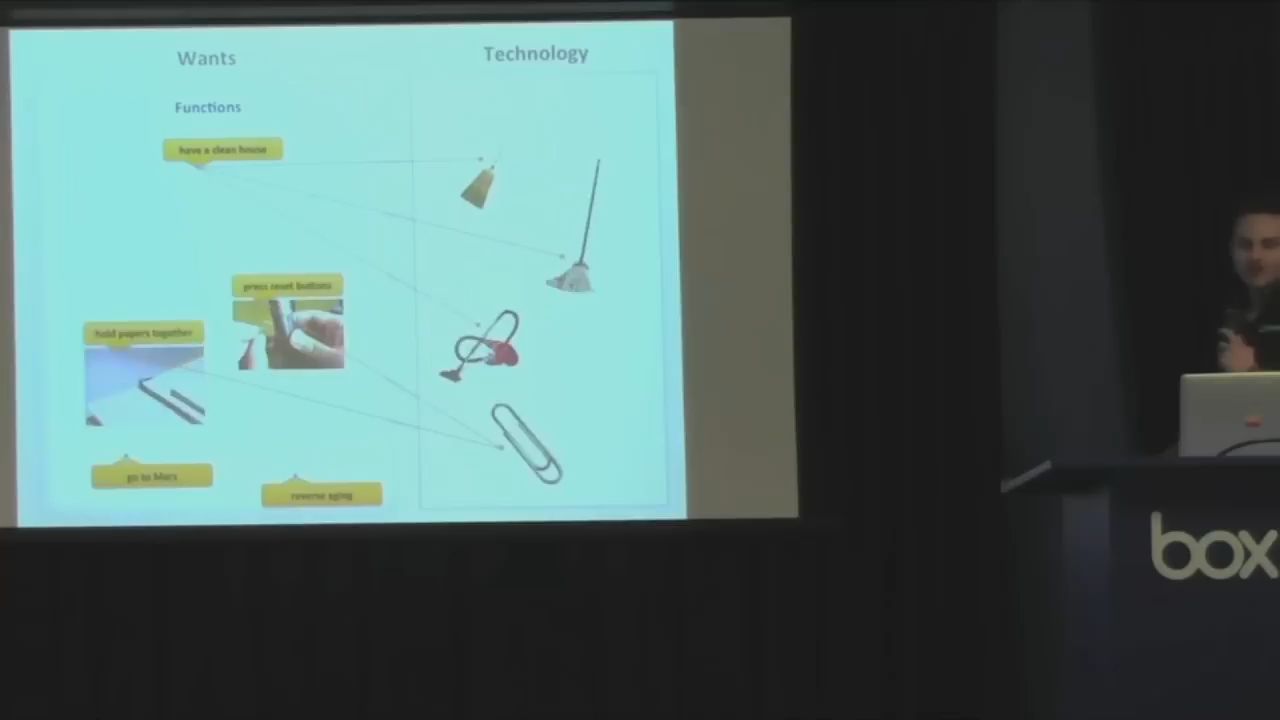 Wants
Technology
Functions
have a clean house
press reset buttons
hold papers together
go to Mars
reverse aging
box